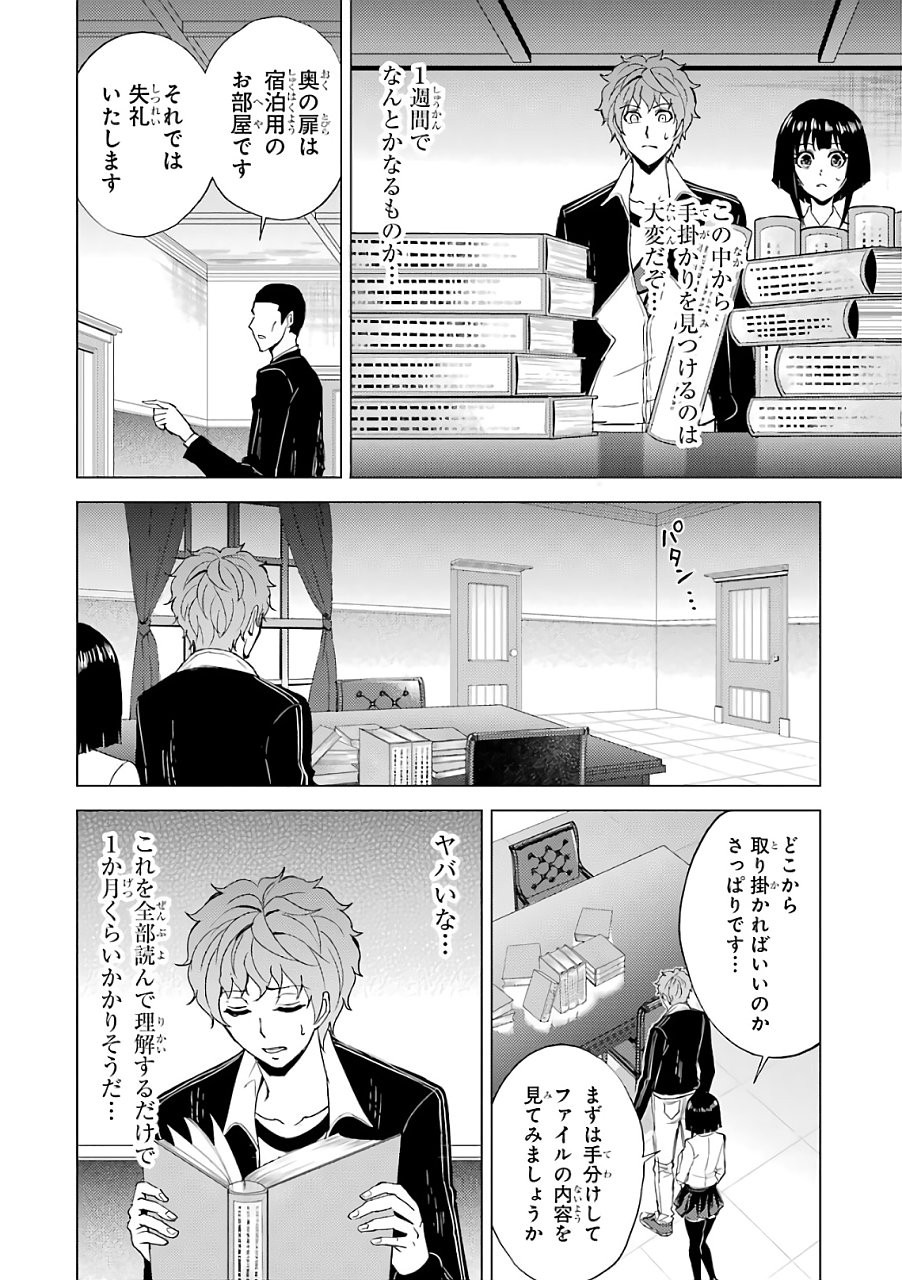 この中から
手掛かりを見つけるのは
大変だぞ…
1週間で
なんとかなるものか…
奥の扉は
宿泊用の
お部屋です
それでは
失礼
いたします
パタン…
どこから
取り掛かればいいのか
さっぱりです…
まずは手分けして
ファイルの内容を
見てみましょうか
ヤバいな…
これを全部読んで理解するだけで
1か月くらいかかりそうだ…